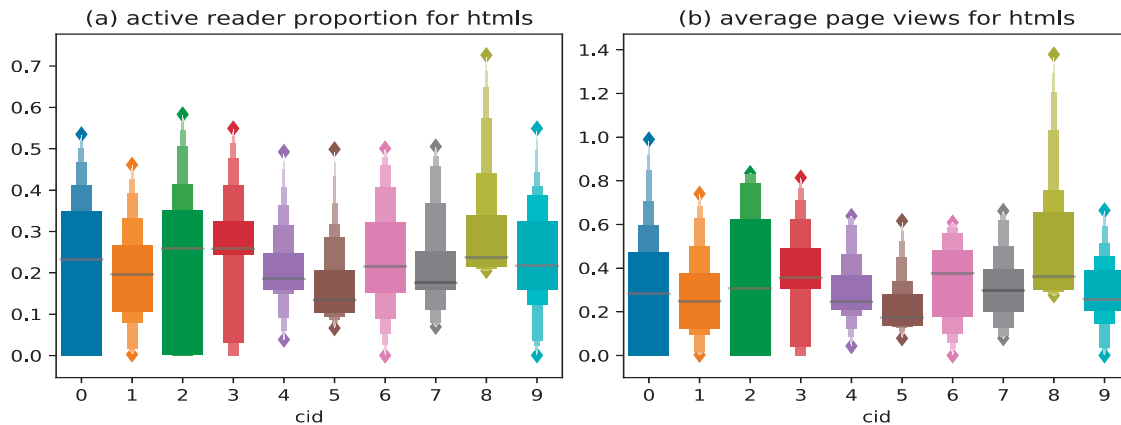 (a) active reader proportion for htmls
0.7
0.6
0.5
0.4
0.3
0.2
0.1
0.0
0 1 2 3 4 5 6 7 8 9
cid
(b) average page views for htmls
1.4
1.2
1.0
0.8
0.6
0.4
0.2
0.0
0 1 2 3 4 5 6 7 8 9
cid